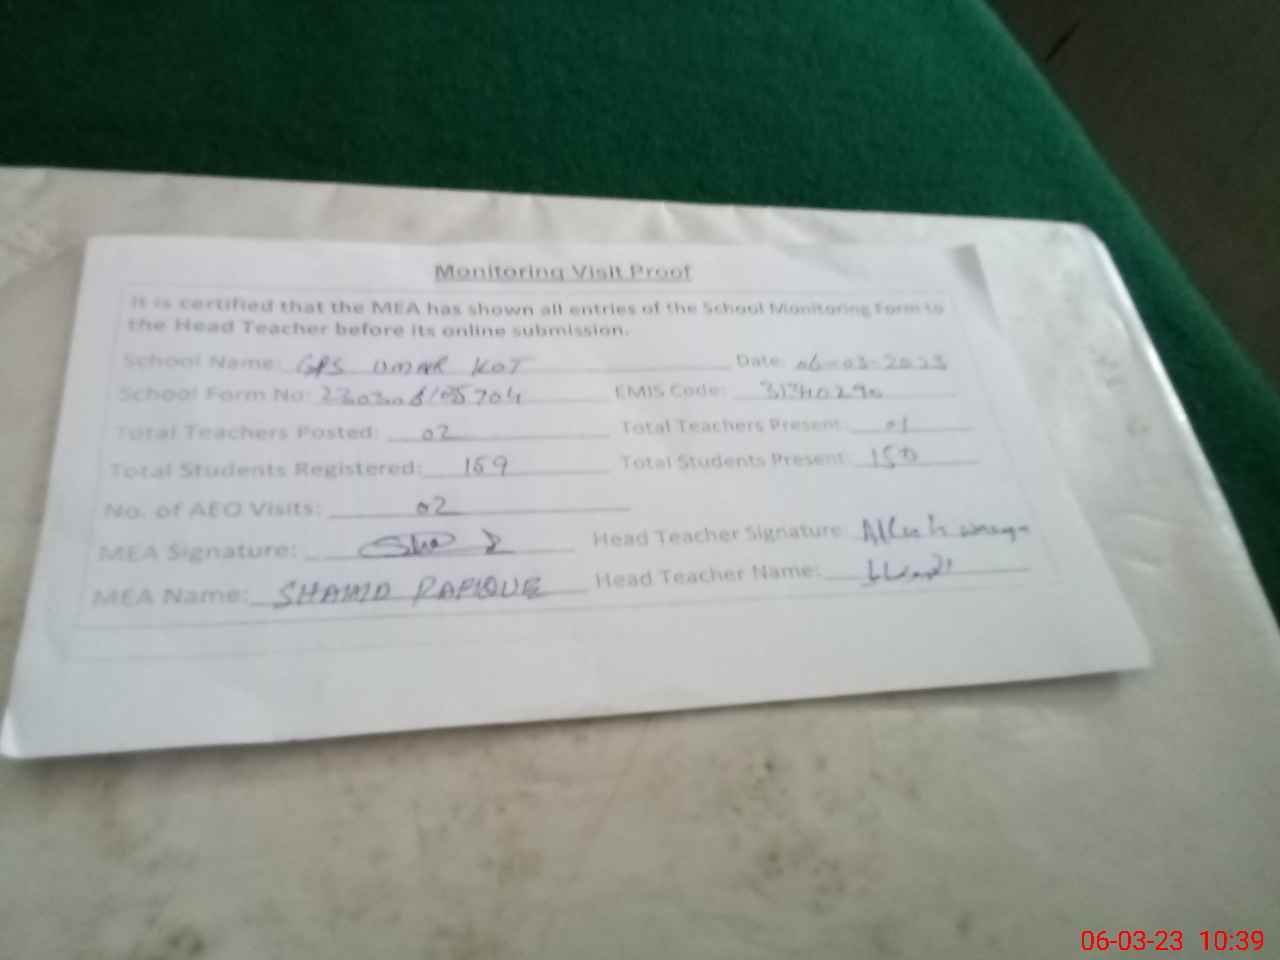 Monitoring Visit Proof
It is certified that the MEA has shown all entries of the School Monitoring Form to
the Head Teacher before its online submission.
School Name: GPS UMAR KOT Date: 06-03-2023
School Form No: EMIS Code: 31340290
Total Teachers Posted: 02 Total Teachers Present: 01
Total Students Registered: 159 Total Students Present: 150
No. of AEO Visits: 02
MEA Signature: Head Teacher Signature:
MEA Name: RAFIQUE Head Teacher Name:
06-03-23 10:39